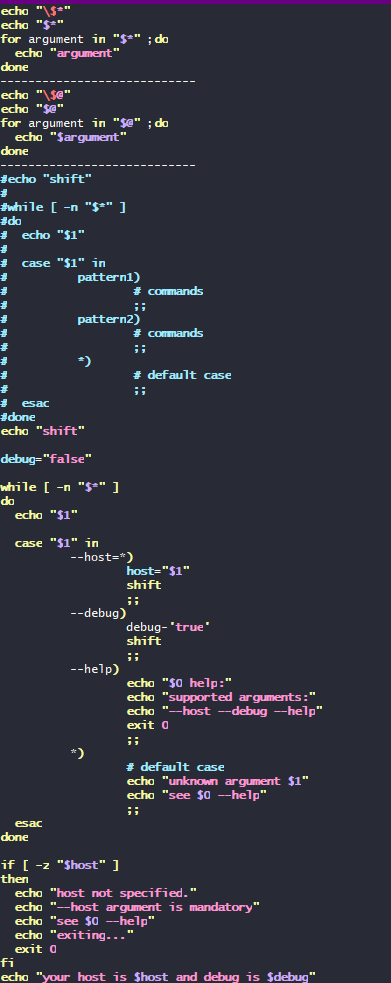 echo "\$*"
echo "$*"
for argument in "$*" ;do
  echo "argument"
done
----------------------------
echo "\$@"
echo "$@"
for argument in "$@" ;do
  echo "$argument"
done
----------------------------
#echo "shift"
#
#while [ -n "$*" ]
#do
#  echo "$1"
#
#  case "$1" in
#          pattern1)
#                  # commands
#                  ;;
#          pattern2)
#                  # commands
#                  ;;
#          *)
#                  # default case
#                  ;;
#  esac
#done
echo "shift"

debug="false"

while [ -n "$*" ]
do
  echo "$1"

  case "$1" in
          --host=*)
                  host="$1"
                  shift
                  ;;
          --debug)
                  debug-'true'
                  shift
                  ;;
          --help)
                  echo "$0 help:"
                  echo "supported arguments:"
                  echo "--host --debug --help"
                  exit 0
                  ;;
          *)
                  # default case
                  echo "unknown argument $1"
                  echo "see $0 --help"
                  ;;
  esac
done

if [ -z "$host" ]
then
  echo "host not specified."
  echo "--host argument is mandatory"
  echo "see $0 --help"
  echo "exiting..."
  exit 0
fi
echo "your host is $host and debug is $debug"